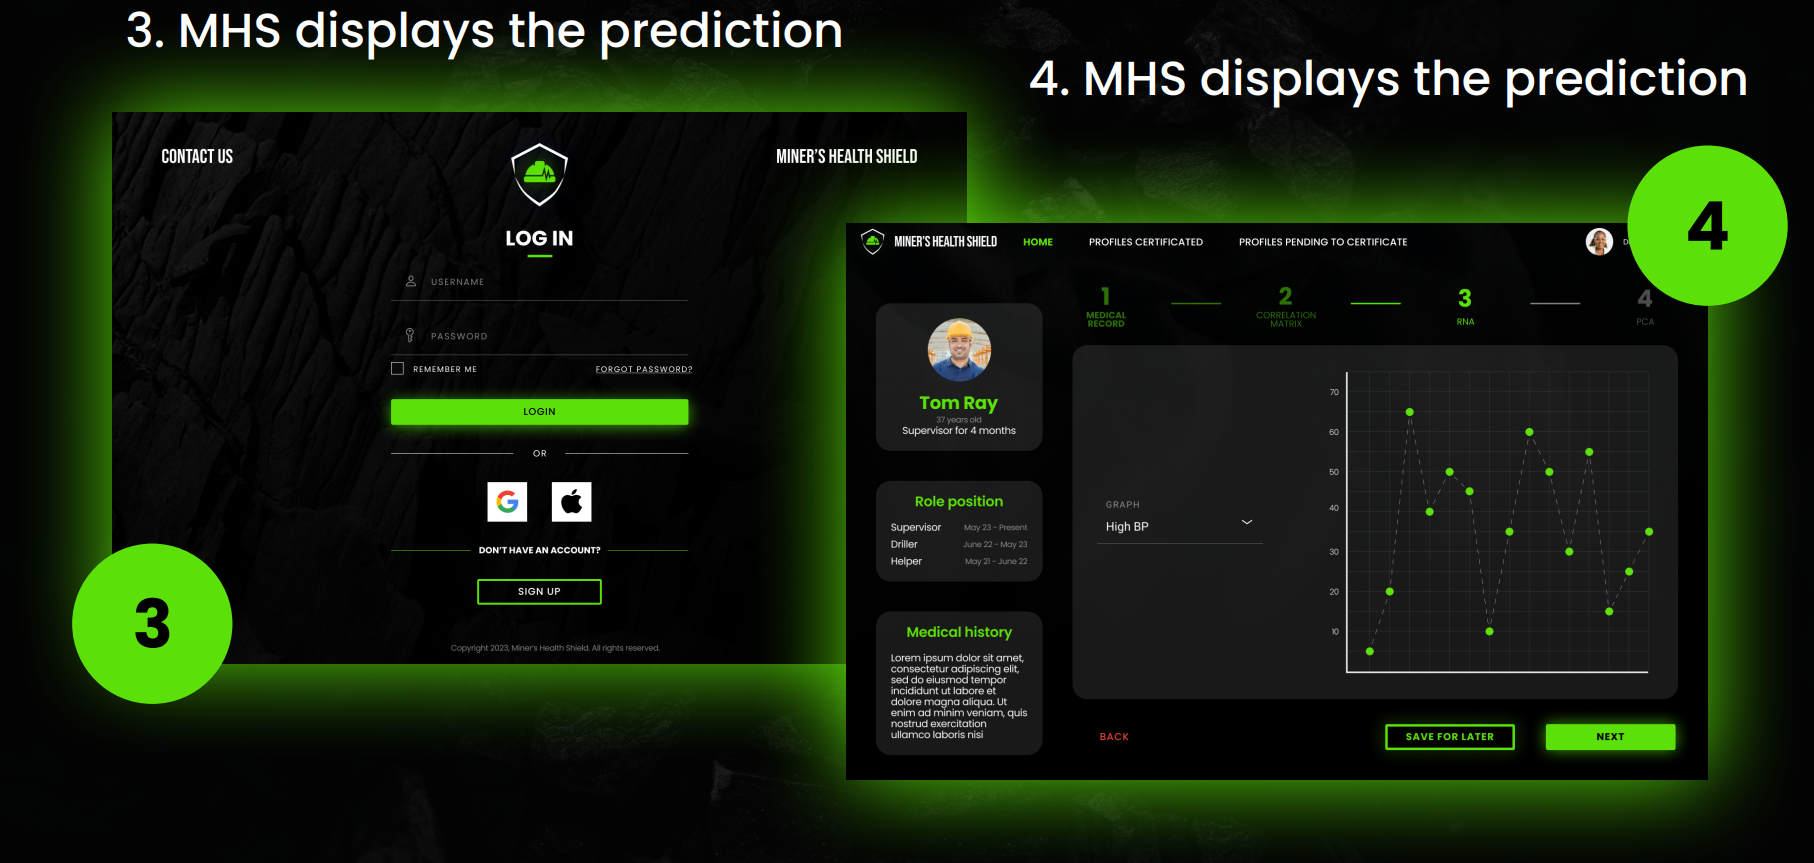 3. MHS displays the prediction
4. MHS displays the prediction
CONTACT US
MINER'S HEALTH SHIELD
LOG IN
USERNAME
PASSWORD
REMEMBER ME
FORGOT PASSWORD?
LOGIN
OR
DON'T HAVE AN ACCOUNT?
SIGN UP
Copyright 2023, Miner's Health Shield. All rights reserved.
3
MINER'S HEALTH SHIELD
HOME
PROFILES CERTIFICATED
PROFILES PENDING TO CERTIFICATE
4
1
MEDICAL
RECORD
2
CORRELATION
MATRIX
3
RNA
4
PCA
Tom Ray
37 years old
Supervisor for 4 months
Role position
Supervisor May 23 - Present
Driller June 22 - May 23
Helper May 21 - June 22
Medical history
Lorem ipsum dolor sit amet,
consectetur adipiscing elit,
sed do eiusmod tempor
incididunt ut labore et
dolore magna aliqua. Ut
enim ad minim veniam, quis
nostrud exercitation
ullamco laboris nisi
GRAPH
High BP
70
60
50
40
30
20
10
BACK
SAVE FOR LATER
NEXT